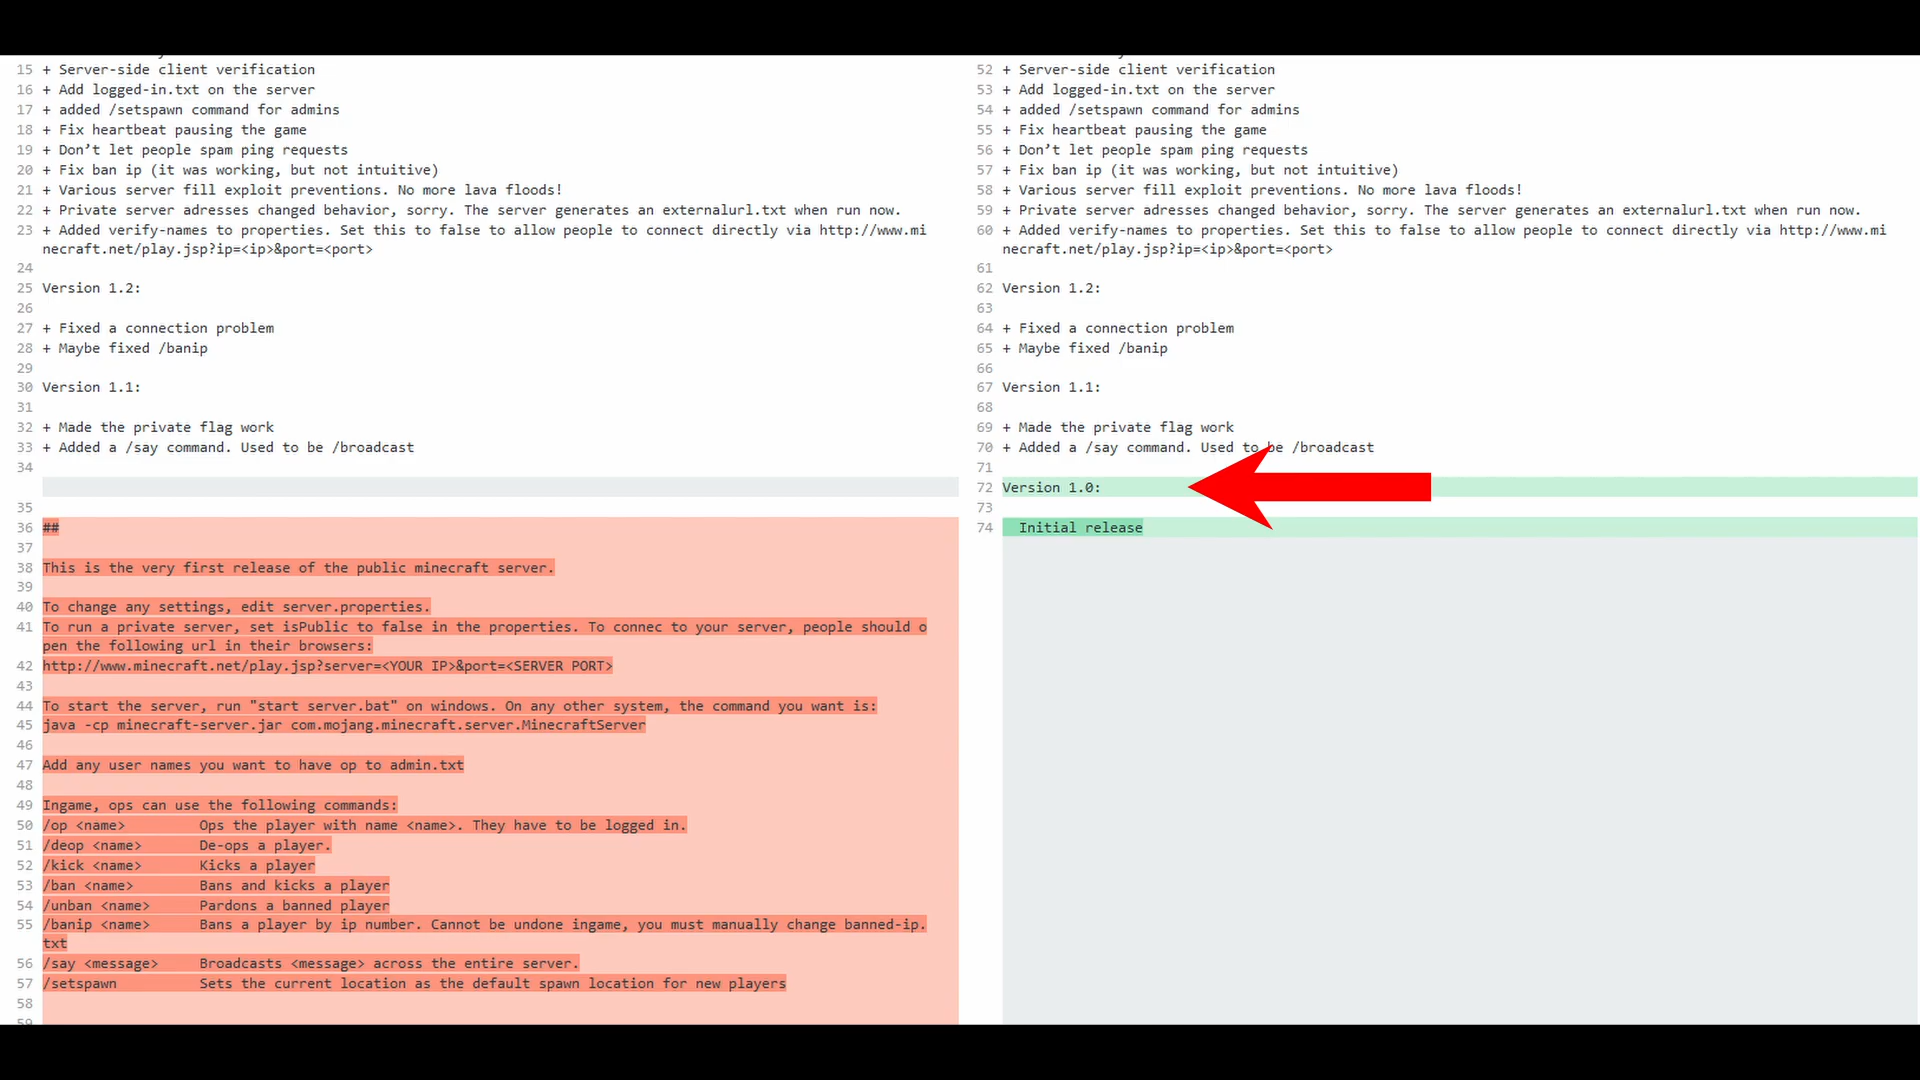 15 + Server-side client verification
16 + Add logged-in.txt on the server
17 + added /setspawn command for admins
18 + Fix heartbeat pausing the game
19 + Don’t let people spam ping requests
20 + Fix ban ip (it was working, but not intuitive)
21 + Various server fill exploit preventions. No more lava floods!
22 + Private server adresses changed behavior, sorry. The server generates an externalurl.txt when run now.
23 + Added verify-names to properties. Set this to false to allow people to connect directly via http://www.mi
necraft.net/play.jsp?ip=<ip>&port=<port>
24
25 Version 1.2:
26
27 + Fixed a connection problem
28 + Maybe fixed /banip
29
30 Version 1.1:
31
32 + Made the private flag work
33 + Added a /say command. Used to be /broadcast
34
35
36 ##
37
38 This is the very first release of the public minecraft server.
39
40 To change any settings, edit server.properties.
41 To run a private server, set isPublic to false in the properties. To connec to your server, people should o
pen the following url in their browsers:
42 http://www.minecraft.net/play.jsp?server=<YOUR IP>&port=<SERVER PORT>
43
44 To start the server, run "start server.bat" on windows. On any other system, the command you want is:
45 java -cp minecraft-server.jar com.mojang.minecraft.server.MinecraftServer
46
47 Add any user names you want to have op to admin.txt
48
49 Ingame, ops can use the following commands:
50 /op <name> Ops the player with name <name>. They have to be logged in.
51 /deop <name> De-ops a player.
52 /kick <name> Kicks a player
53 /ban <name> Bans and kicks a player
54 /unban <name> Pardons a banned player
55 /banip <name> Bans a player by ip number. Cannot be undone ingame, you must manually change banned-ip.
txt
56 /say <message> Broadcasts <message> across the entire server.
57 /setspawn Sets the current location as the default spawn location for new players
58
59
52 + Server-side client verification
53 + Add logged-in.txt on the server
54 + added /setspawn command for admins
55 + Fix heartbeat pausing the game
56 + Don’t let people spam ping requests
57 + Fix ban ip (it was working, but not intuitive)
58 + Various server fill exploit preventions. No more lava floods!
59 + Private server adresses changed behavior, sorry. The server generates an externalurl.txt when run now.
60 + Added verify-names to properties. Set this to false to allow people to connect directly via http://www.mi
necraft.net/play.jsp?ip=<ip>&port=<port>
61
62 Version 1.2:
63
64 + Fixed a connection problem
65 + Maybe fixed /banip
66
67 Version 1.1:
68
69 + Made the private flag work
70 + Added a /say command. Used to be /broadcast
71
72 Version 1.0:
73
74 Initial release